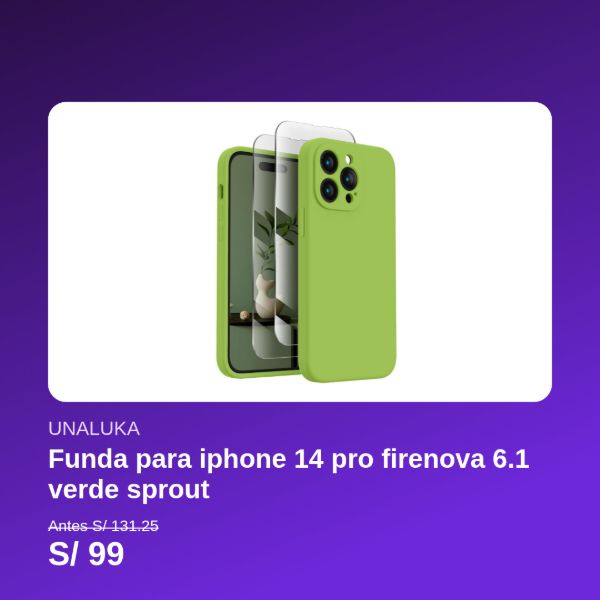 UNALUKA
Funda para iphone 14 pro firenova 6.1
verde sprout
Antes S/ 131.25
S/ 99